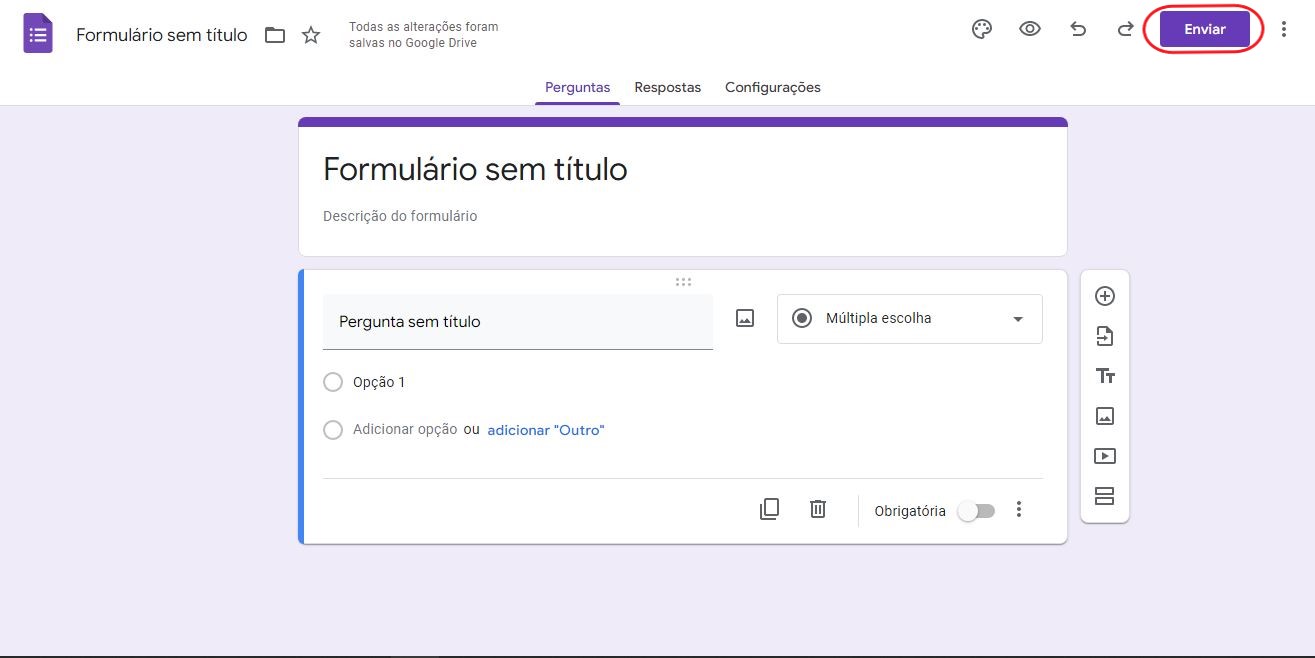 Formulário sem título
Todas as alterações foram
salvas no Google Drive
Enviar
Perguntas Respostas Configurações
Formulário sem título
Descrição do formulário
Pergunta sem título
Múltipla escolha
Opção 1
Adicionar opção ou adicionar "Outro"
Obrigatória
Tт